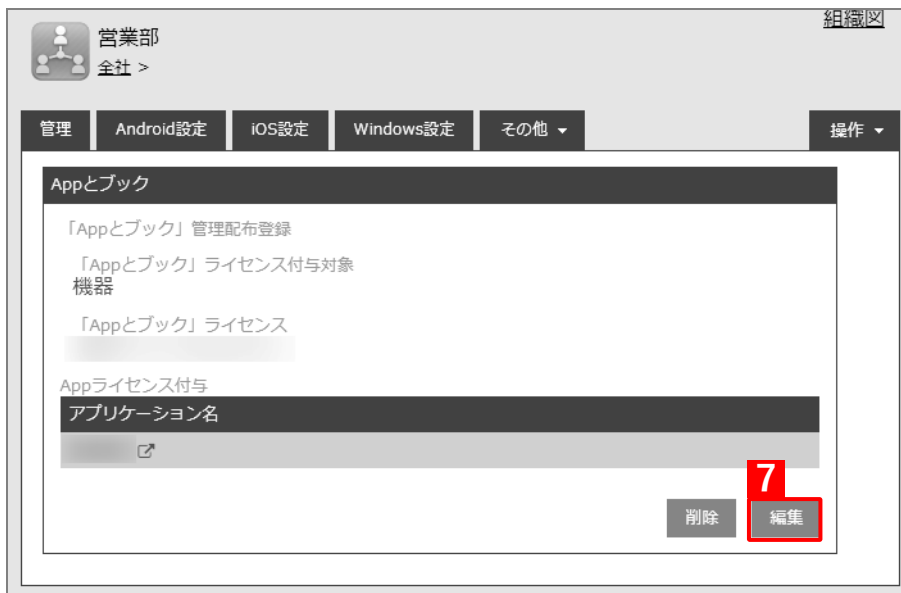 組織図
営業部
全社 >
管理 Android設定 iOS設定 Windows設定 その他 操作
Appとブック
「Appとブック」管理配布登録
「Appとブック」ライセンス付与対象
機器
「Appとブック」ライセンス
Appライセンス付与
アプリケーション名
7
削除 編集